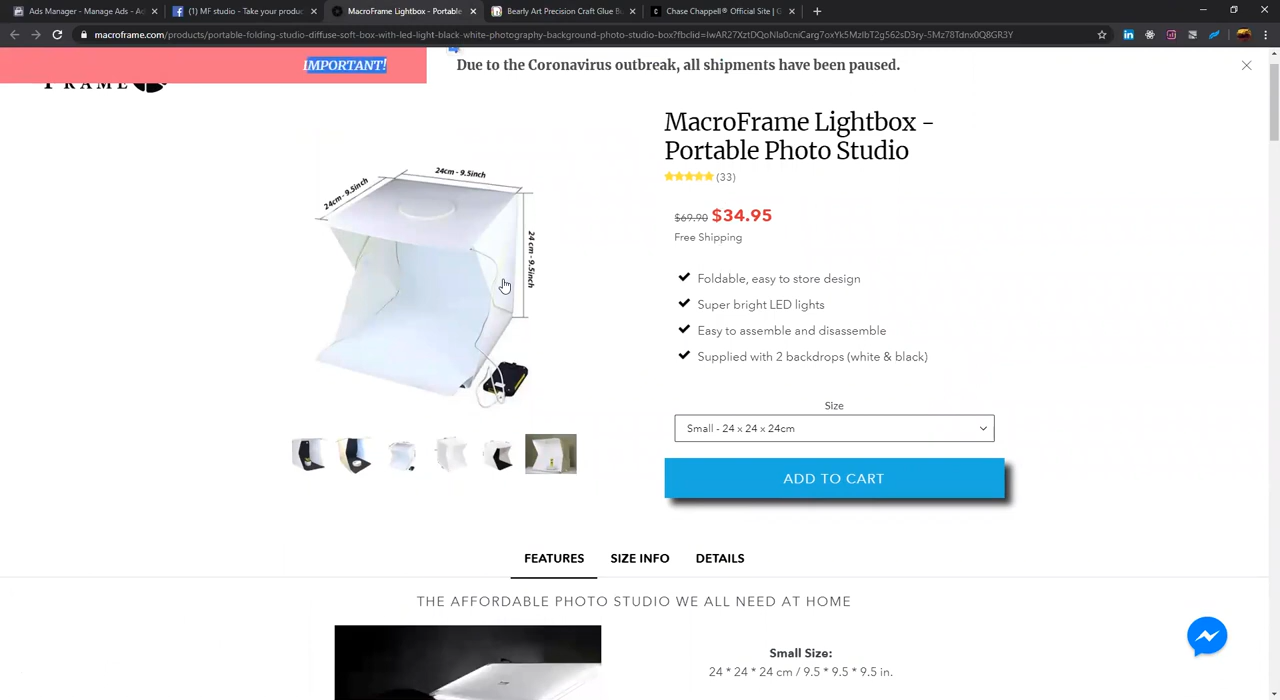 Ads Manager - Manage Ads - Ad
(1) MF studio - Take your produc
MacroFrame Lightbox - Portable
Bearly Art Precision Craft Glue Bo
Chase Chappell® Official Site | G
macroframe.com/products/portable-folding-studio-diffuse-soft-box-with-led-light-black-white-photography-background-photo-studio-box?fbclid=IwAR27XztDQoNla0cniCarg7oxYk5MzIbT2g562sD3ry-5Mz78Tdnx0Q8GR3Y
IMPORTANT!
Due to the Coronavirus outbreak, all shipments have been paused.
FRAME
MacroFrame Lightbox -
Portable Photo Studio
(33)
$69.90 $34.95
Free Shipping
Foldable, easy to store design
Super bright LED lights
Easy to assemble and disassemble
Supplied with 2 backdrops (white & black)
24cm - 9.5inch
24cm - 9.5inch
24 cm - 9.5inch
Size
Small - 24 x 24 x 24cm
ADD TO CART
FEATURES
SIZE INFO
DETAILS
THE AFFORDABLE PHOTO STUDIO WE ALL NEED AT HOME
Small Size:
24 * 24 * 24 cm / 9.5 * 9.5 * 9.5 in.